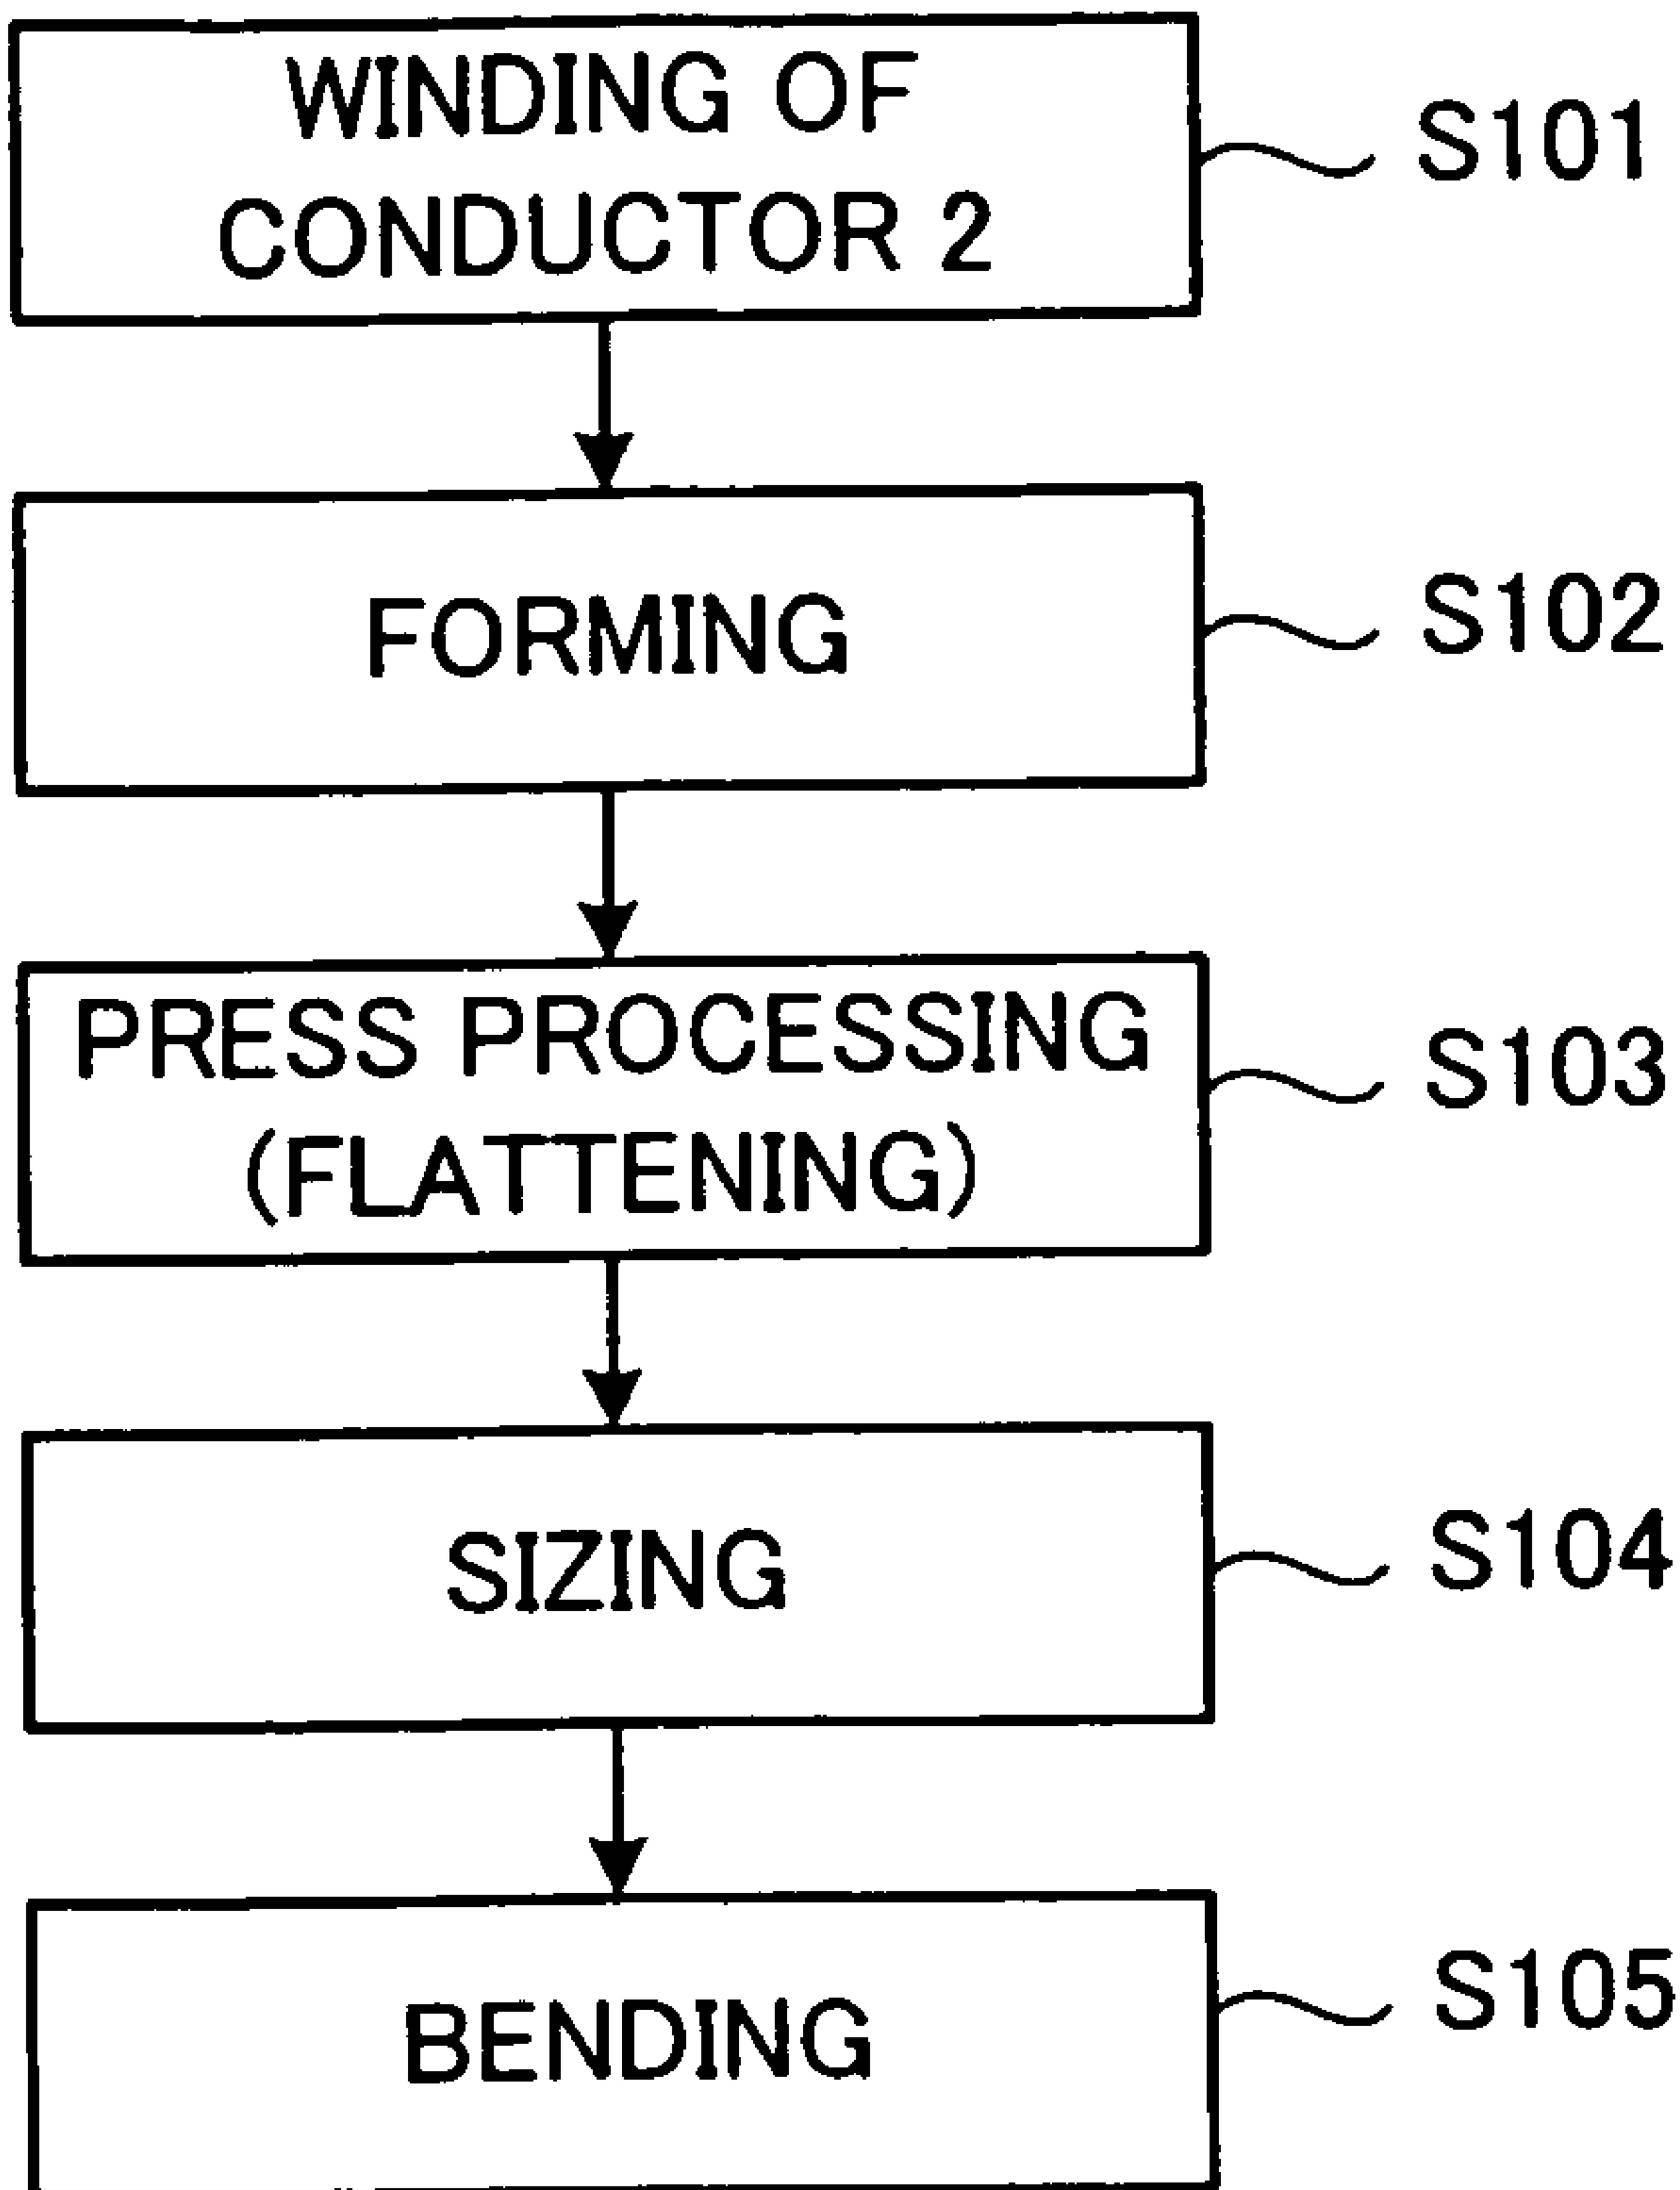 WINDING OF
CONDUCTOR 2
S101
FORMING
S102
PRESS PROCESSING
(FLATTENING)
S103
SIZING
S104
BENDING
S105